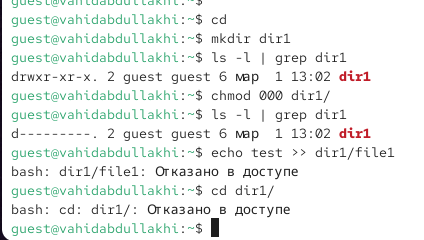 guest@vahidabdullakhi:~$
guest@vahidabdullakhi:~$ cd
guest@vahidabdullakhi:~$ mkdir dir1
guest@vahidabdullakhi:~$ ls -l | grep dir1
drwxr-xr-x. 2 guest guest 6 мар  1 13:02 dir1
guest@vahidabdullakhi:~$ chmod 000 dir1/
guest@vahidabdullakhi:~$ ls -l | grep dir1
d---------. 2 guest guest 6 мар  1 13:02 dir1
guest@vahidabdullakhi:~$ echo test >> dir1/file1
bash: dir1/file1: Отказано в доступе
guest@vahidabdullakhi:~$ cd dir1/
bash: cd: dir1/: Отказано в доступе
guest@vahidabdullakhi:~$